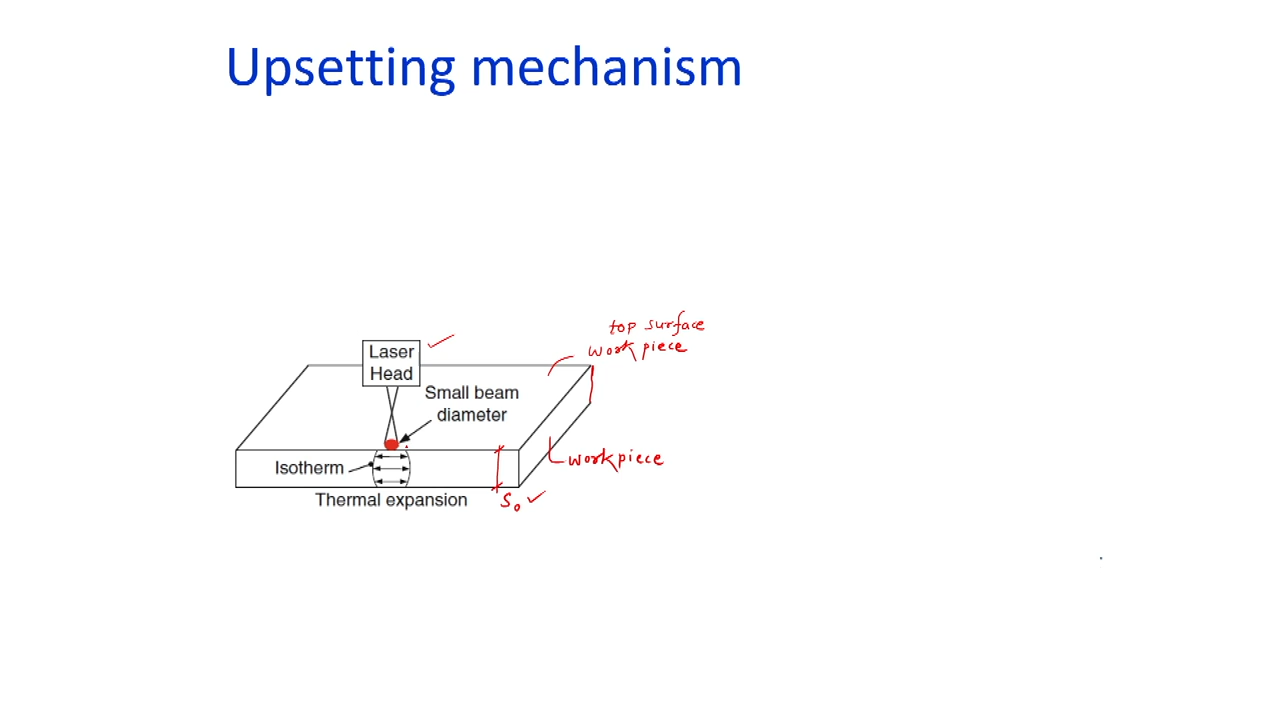 Upsetting mechanism
top surface
work piece
Laser
Head
Small beam
diameter
Isotherm
workpiece
Thermal expansion
S₀